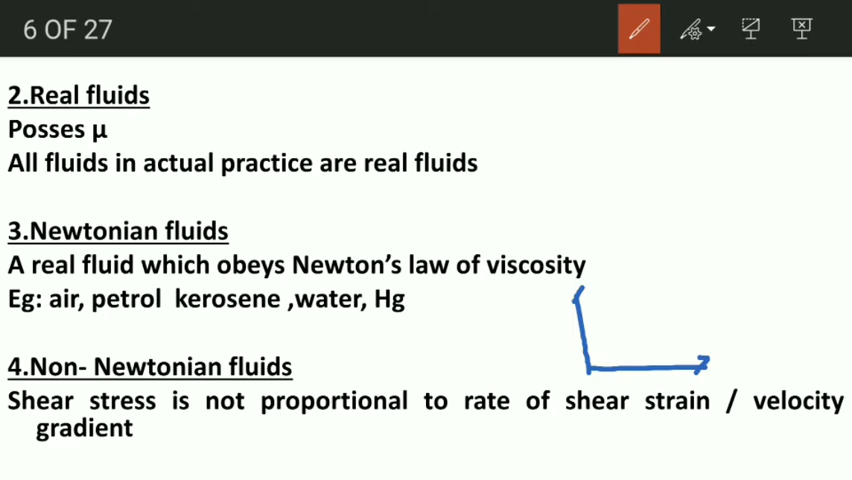 6 OF 27
2.Real fluids
Posses μ
All fluids in actual practice are real fluids
3.Newtonian fluids
A real fluid which obeys Newton’s law of viscosity
Eg: air, petrol  kerosene ,water, Hg
4.Non- Newtonian fluids
Shear stress is not proportional to rate of shear strain / velocity
gradient